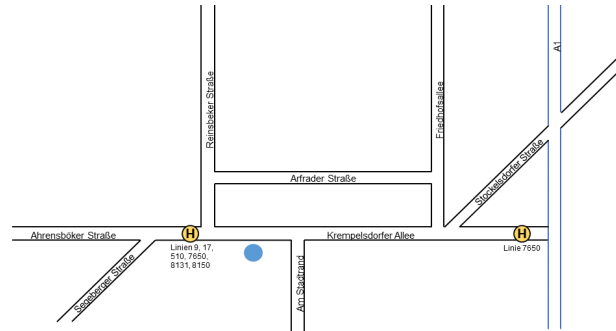 A1
Reinsbeker Straße
Friedhofsallee
Stockelsdorfer Straße
Arfrader Straße
Ahrensböker Straße
H
Krempelsdorfer Allee
H
Linien 9, 17,
510, 7650,
8131, 8150
Linie 7650
Segeberger Straße
Am Stadtrand